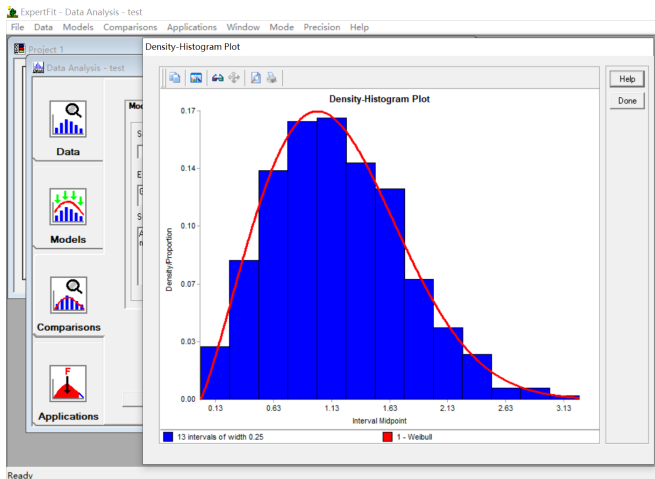 ExpertFit - Data Analysis - test
File Data Models Comparisons Applications Window Mode Precision Help
Project 1
Data Analysis - test
Data
Models
Comparisons
F
Applications
Density-Histogram Plot
Help
Done
Density-Histogram Plot
Density/Proportion
0.17
0.14
0.10
0.07
0.03
0.00
0.13 0.63 1.13 1.63 2.13 2.63 3.13
Interval Midpoint
13 intervals of width 0.25
1 - Weibull
Ready